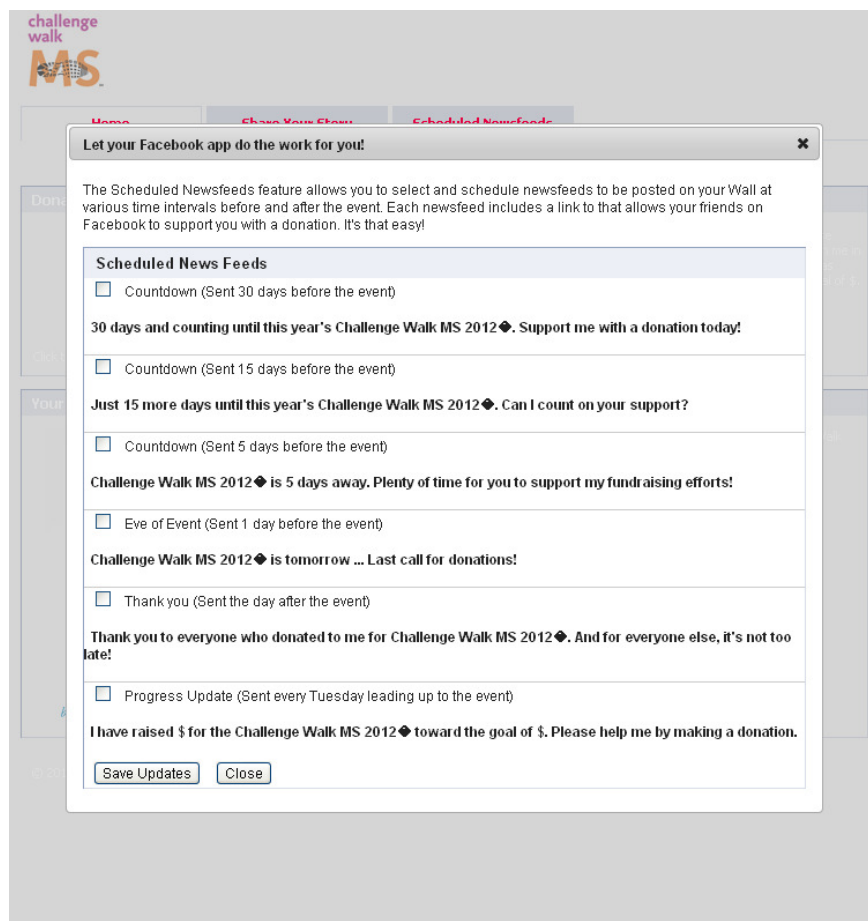 challenge
walk
MS
Home Share Your Story Scheduled Newsfeeds
Let your Facebook app do the work for you!
The Scheduled Newsfeeds feature allows you to select and schedule newsfeeds to be posted on your Wall at
various time intervals before and after the event. Each newsfeed includes a link to that allows your friends on
Facebook to support you with a donation. It's that easy!
Scheduled News Feeds
Countdown (Sent 30 days before the event)
30 days and counting until this year's Challenge Walk MS 2012�. Support me with a donation today!
Countdown (Sent 15 days before the event)
Just 15 more days until this year's Challenge Walk MS 2012�. Can I count on your support?
Countdown (Sent 5 days before the event)
Challenge Walk MS 2012� is 5 days away. Plenty of time for you to support my fundraising efforts!
Eve of Event (Sent 1 day before the event)
Challenge Walk MS 2012� is tomorrow ... Last call for donations!
Thank you (Sent the day after the event)
Thank you to everyone who donated to me for Challenge Walk MS 2012�. And for everyone else, it's not too
late!
Progress Update (Sent every Tuesday leading up to the event)
I have raised $ for the Challenge Walk MS 2012� toward the goal of $. Please help me by making a donation.
Save Updates Close
Your